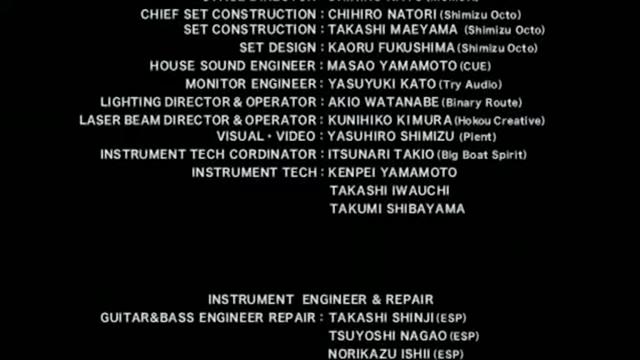 CHIEF SET CONSTRUCTION : CHIHIRO NATORI (Shimizu Octo)
SET CONSTRUCTION : TAKASHI MAEYAMA (Shimizu Octo)
SET DESIGN : KAORU FUKUSHIMA (Shimizu Octo)
HOUSE SOUND ENGINEER : MASAO YAMAMOTO (CUE)
MONITOR ENGINEER : YASUYUKI KATO (Try Audio)
LIGHTING DIRECTOR & OPERATOR : AKIO WATANABE (Binary Route)
LASER BEAM DIRECTOR & OPERATOR : KUNIHIKO KIMURA (Hokou Creative)
VISUAL・VIDEO : YASUHIRO SHIMIZU (Plent)
INSTRUMENT TECH CORDINATOR : ITSUNARI TAKIO (Big Boat Spirit)
INSTRUMENT TECH : KENPEI YAMAMOTO
TAKASHI IWAUCHI
TAKUMI SHIBAYAMA
INSTRUMENT ENGINEER & REPAIR
GUITAR&BASS ENGINEER REPAIR : TAKASHI SHINJI (ESP)
TSUYOSHI NAGAO (ESP)
NORIKAZU ISHII (ESP)